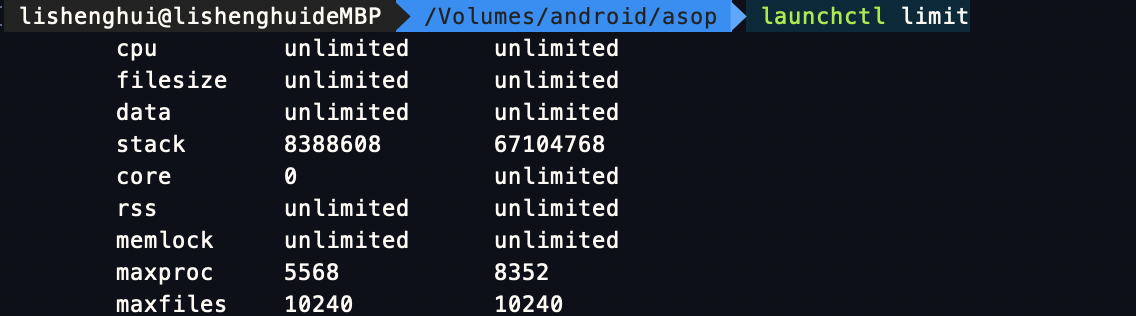 lishenghui@lishenghuideMBP /Volumes/android/asop launchctl limit
cpu unlimited unlimited
filesize unlimited unlimited
data unlimited unlimited
stack 8388608 67104768
core 0 unlimited
rss unlimited unlimited
memlock unlimited unlimited
maxproc 5568 8352
maxfiles 10240 10240